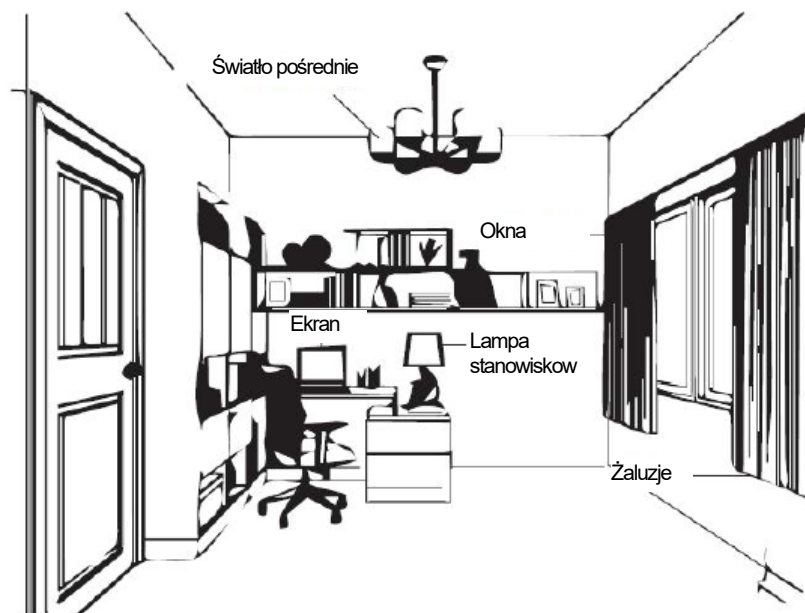 Światło pośrednie
Okna
Ekran
Lampa
stanowiskow
Żaluzje